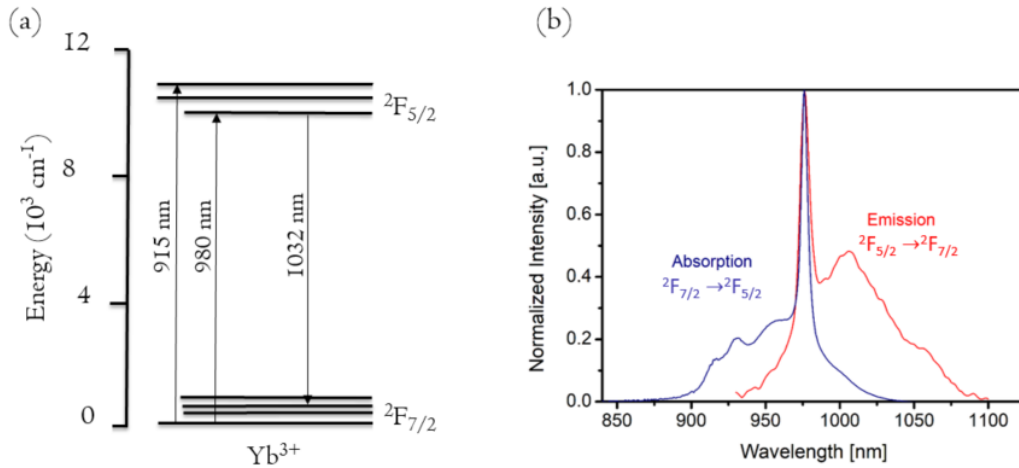 (a)
12
8
4
0
Energy (10³ cm⁻¹)
915 nm
980 nm
1032 nm
²F₅/₂
²F₇/₂
Yb³⁺
(b)
1.0
0.8
0.6
0.4
0.2
0.0
Normalized Intensity [a.u.]
Absorption
²F₇/₂ →²F₅/₂
Emission
²F₅/₂ →²F₇/₂
850 900 950 1000 1050 1100
Wavelength [nm]